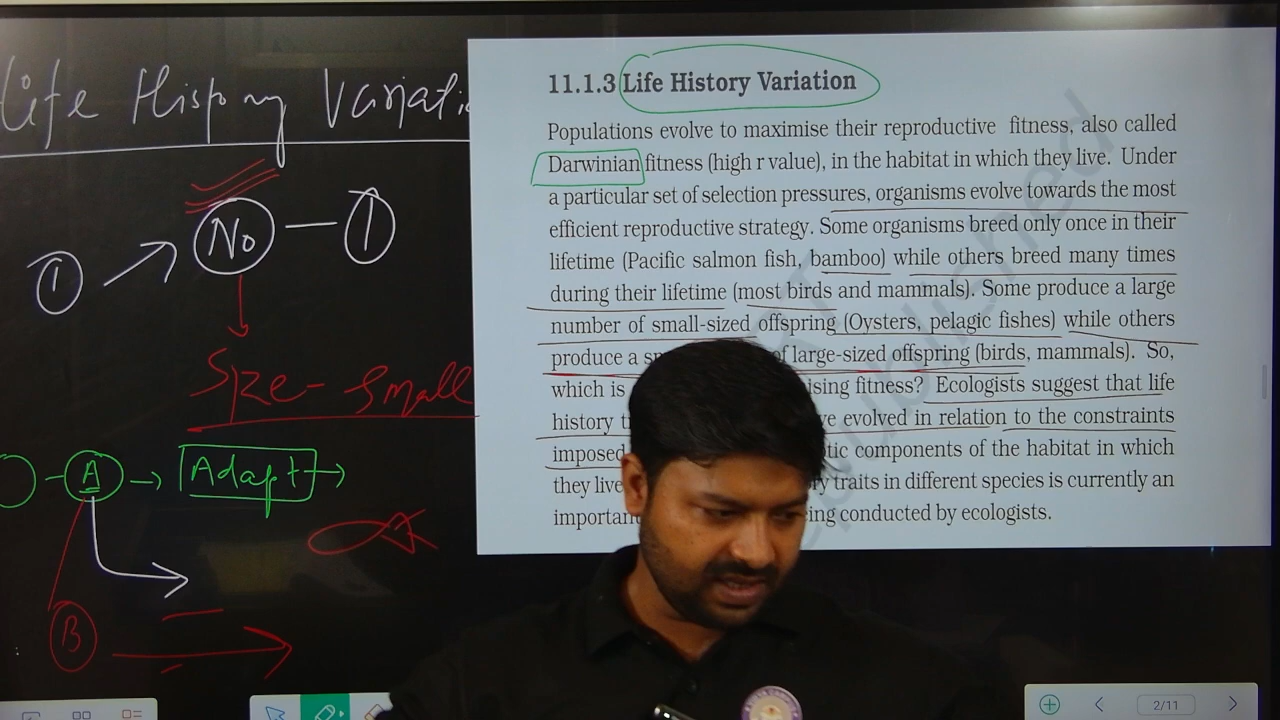 Life History Variati
① → No — ①
Size - Small
A → Adapt →
B
11.1.3 Life History Variation
Populations evolve to maximise their reproductive fitness, also called
Darwinian fitness (high r value), in the habitat in which they live. Under
a particular set of selection pressures, organisms evolve towards the most
efficient reproductive strategy. Some organisms breed only once in their
lifetime (Pacific salmon fish, bamboo) while others breed many times
during their lifetime (most birds and mammals). Some produce a large
number of small-sized offspring (Oysters, pelagic fishes) while others
produce a of large-sized offspring (birds, mammals). So,
which is ising fitness? Ecologists suggest that life
history t ve evolved in relation to the constraints
imposed tic components of the habitat in which
they live ry traits in different species is currently an
important ing conducted by ecologists.
2/11